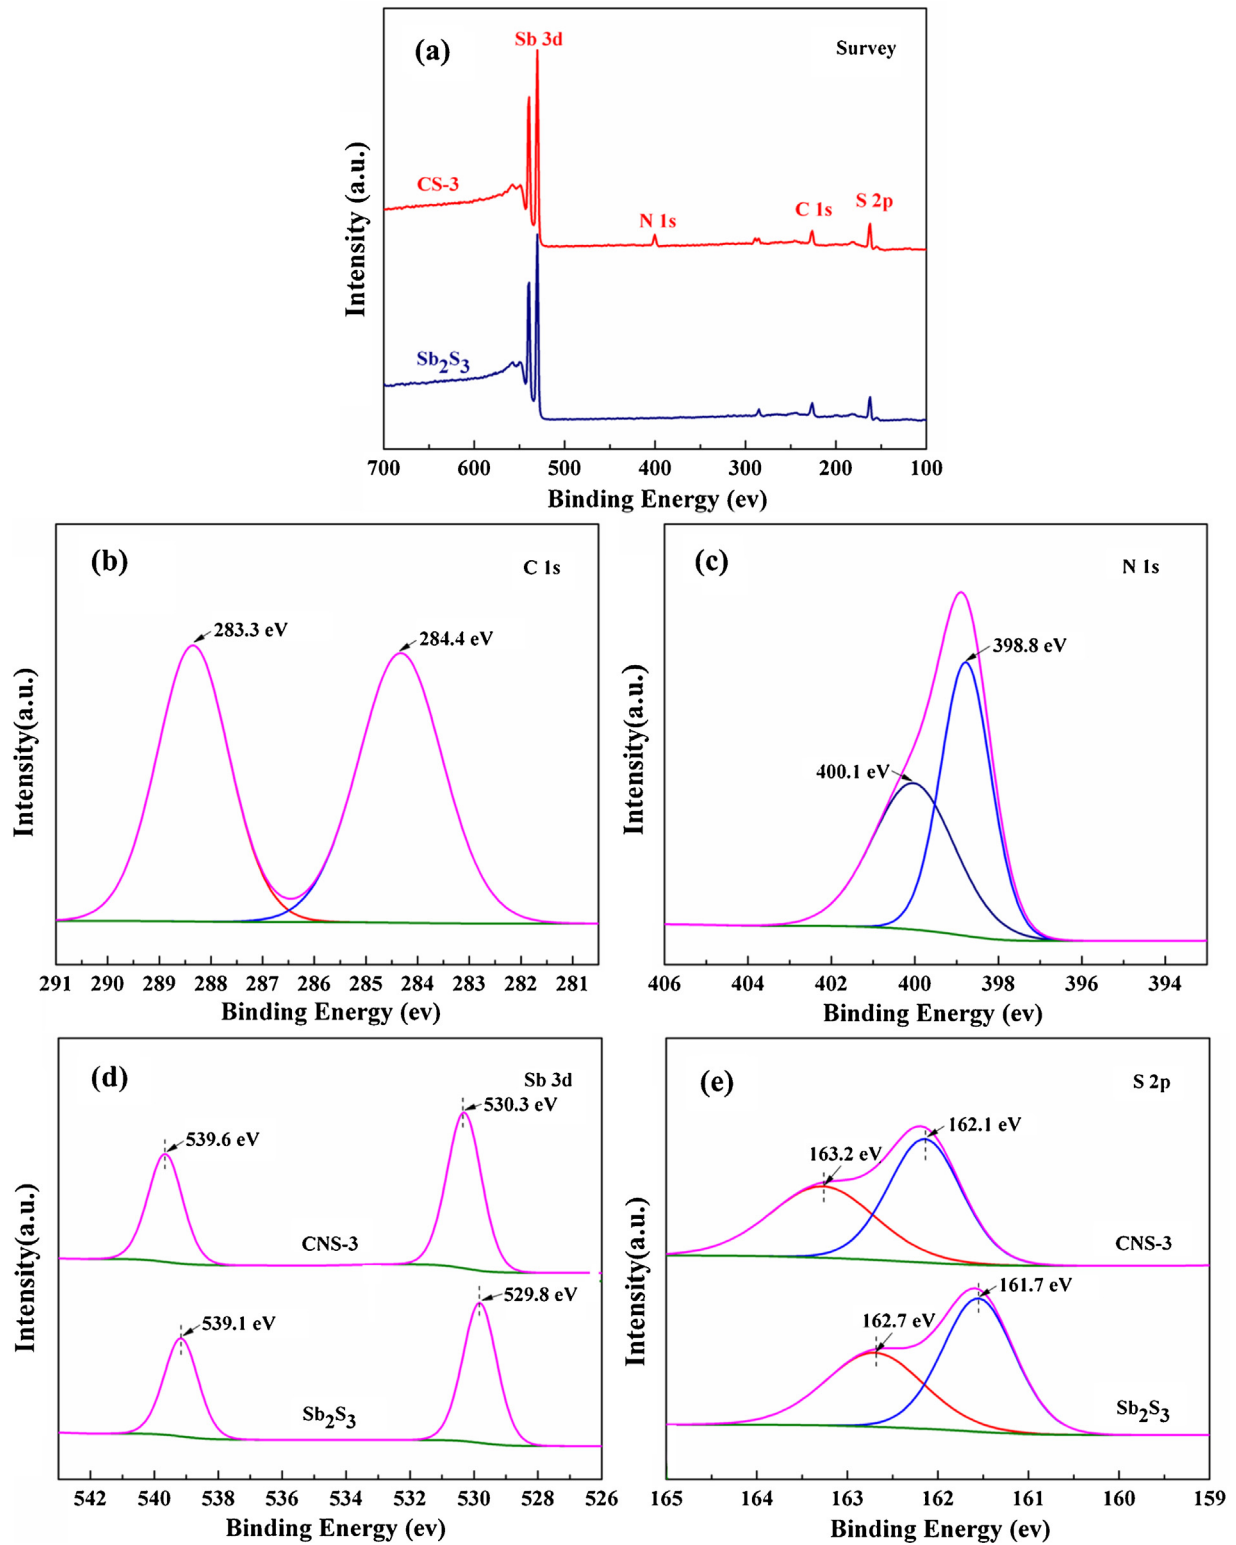 (a)
Sb 3d
Survey
CS-3
N 1s
C 1s
S 2p
Sb2S3
Intensity (a.u.)
700 600 500 400 300 200 100
Binding Energy (ev)
(b)
C 1s
283.3 eV
284.4 eV
Intensity(a.u.)
291 290 289 288 287 286 285 284 283 282 281
Binding Energy (ev)
(c)
N 1s
398.8 eV
400.1 eV
Intensity(a.u.)
406 404 402 400 398 396 394
Binding Energy (ev)
(d)
Sb 3d
530.3 eV
539.6 eV
CNS-3
529.8 eV
539.1 eV
Sb2S3
Intensity(a.u.)
542 540 538 536 534 532 530 528 526
Binding Energy (ev)
(e)
S 2p
162.1 eV
163.2 eV
CNS-3
161.7 eV
162.7 eV
Sb2S3
Intensity(a.u.)
165 164 163 162 161 160 159
Binding Energy (ev)